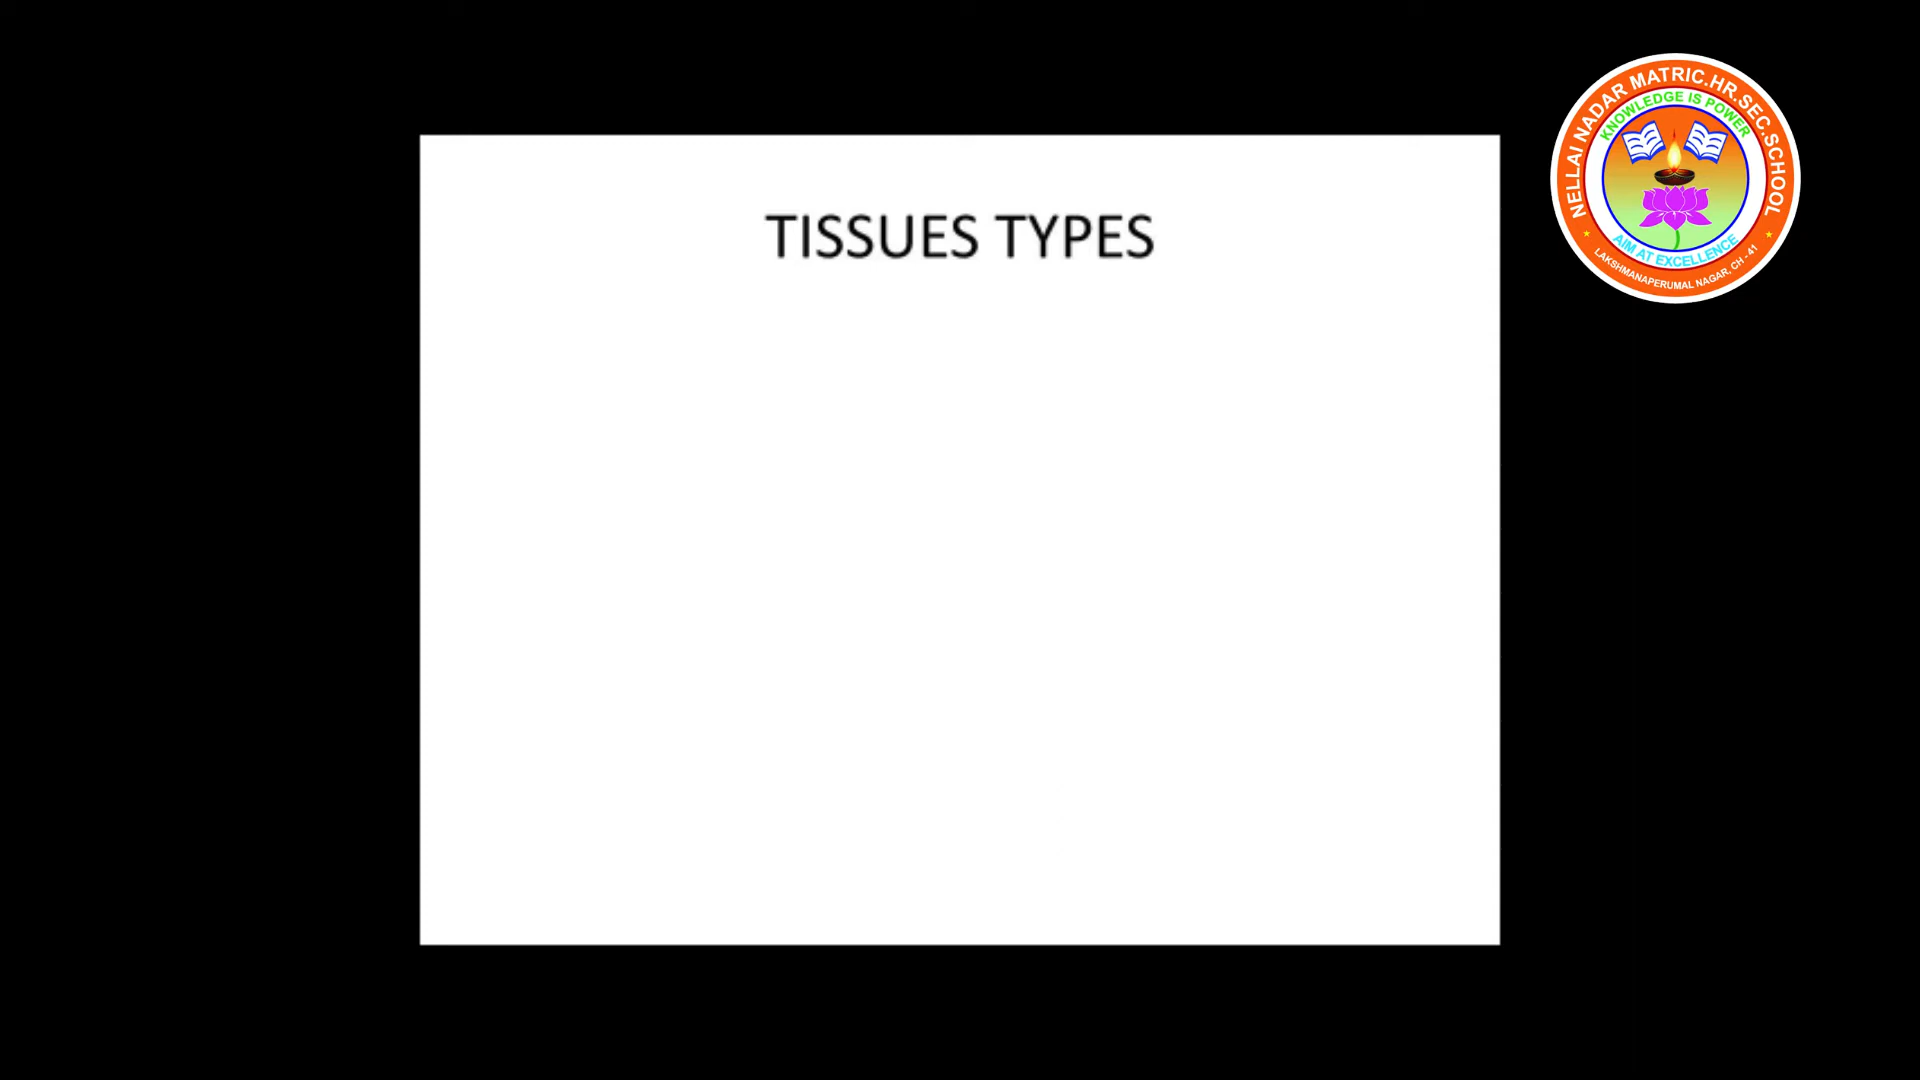 TISSUES TYPES
NELLAI NADAR MATRIC.HR.SEC.SCHOOL
KNOWLEDGE IS POWER
AIM AT EXCELLENCE
LAKSHMANAPERUMAL NAGAR, CH - 41